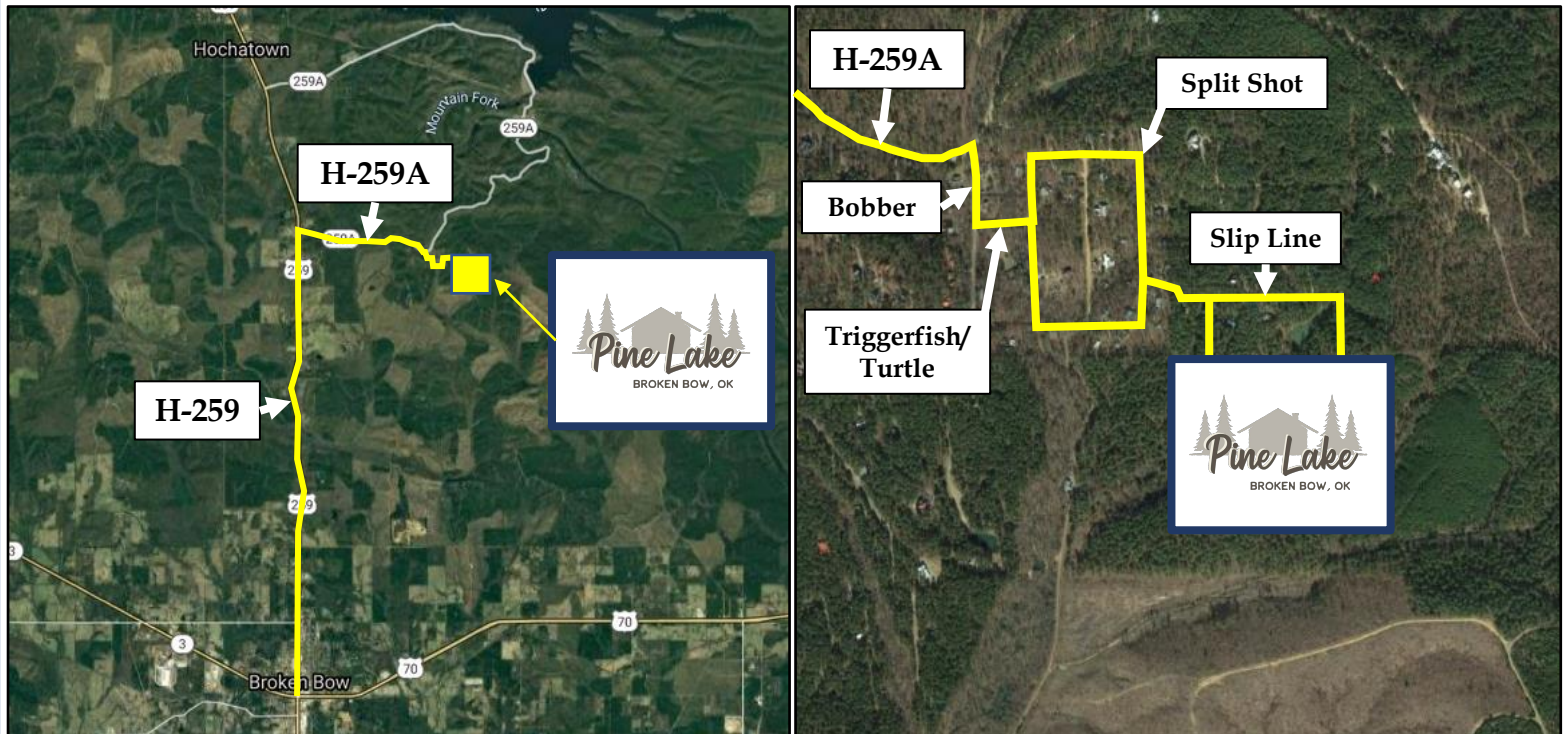 Hochatown
259A
Mountain Fork
259A
H-259A
259A
259
Pine Lake
BROKEN BOW, OK
H-259
259
3
70
3
70
Broken Bow
H-259A
Split Shot
Bobber
Slip Line
Triggerfish/
Turtle
Pine Lake
BROKEN BOW, OK